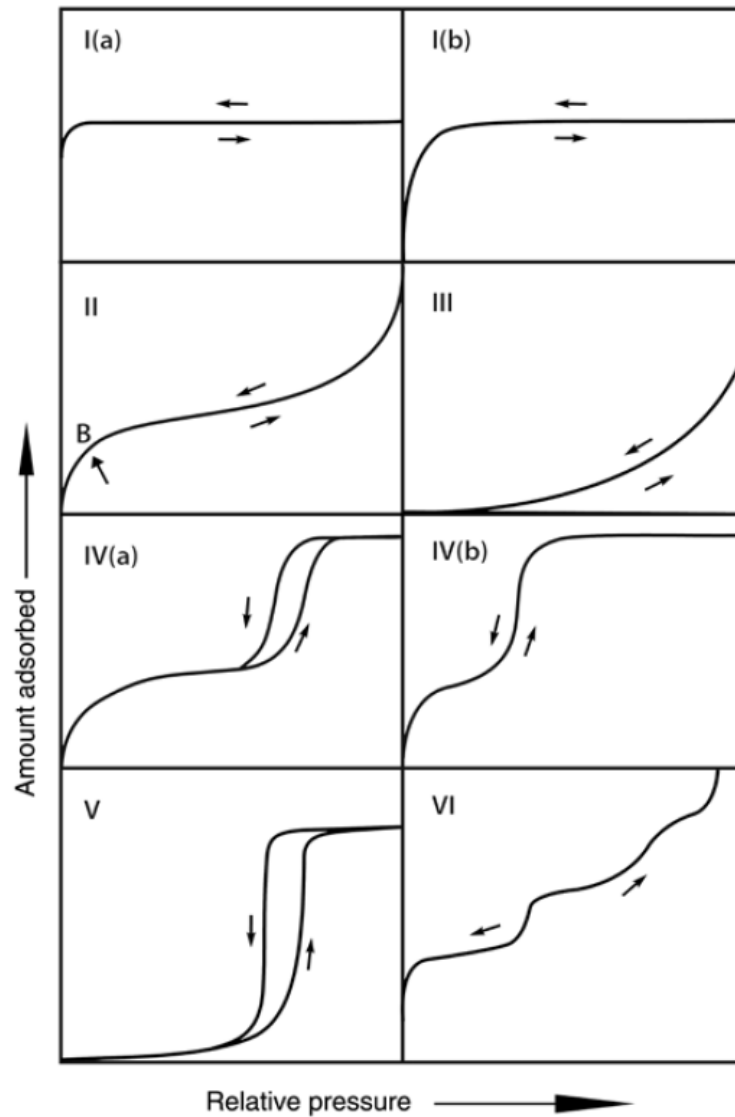 I(a)
I(b)
II
III
B
IV(a)
IV(b)
V
VI
Amount adsorbed
Relative pressure